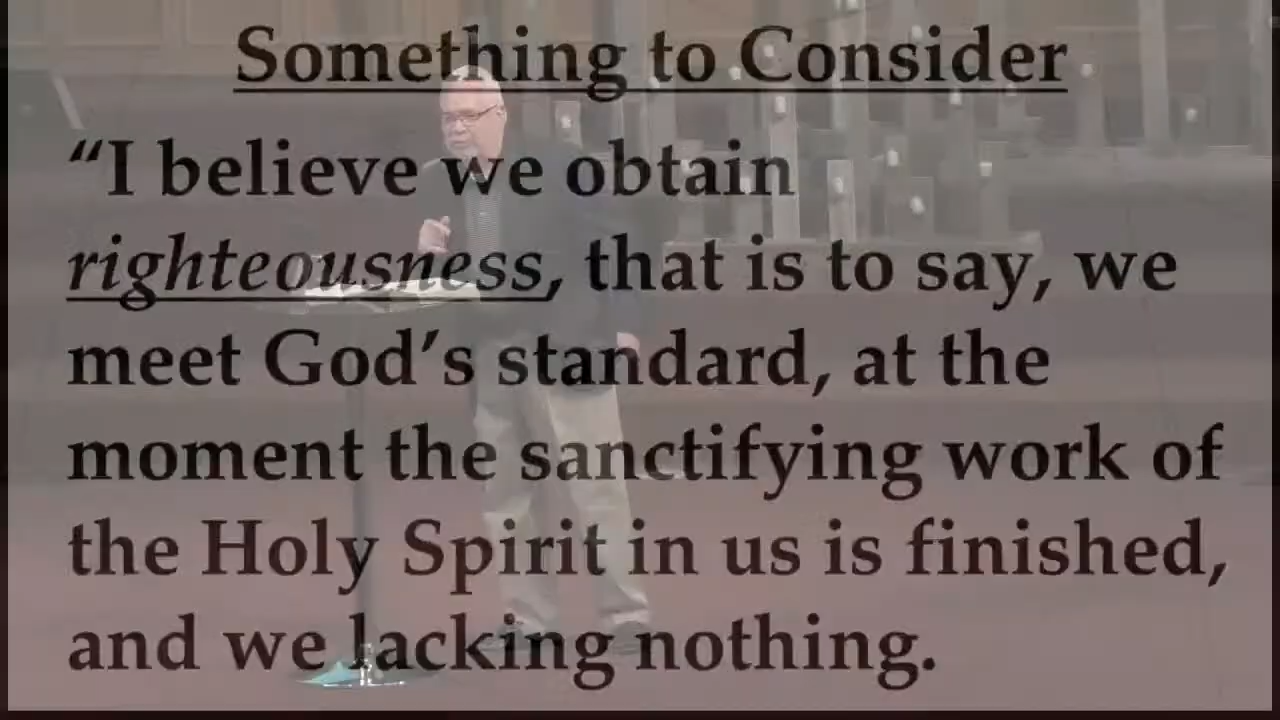 Something to Consider
“I believe we obtain
righteousness, that is to say, we
meet God’s standard, at the
moment the sanctifying work of
the Holy Spirit in us is finished,
and we lacking nothing.